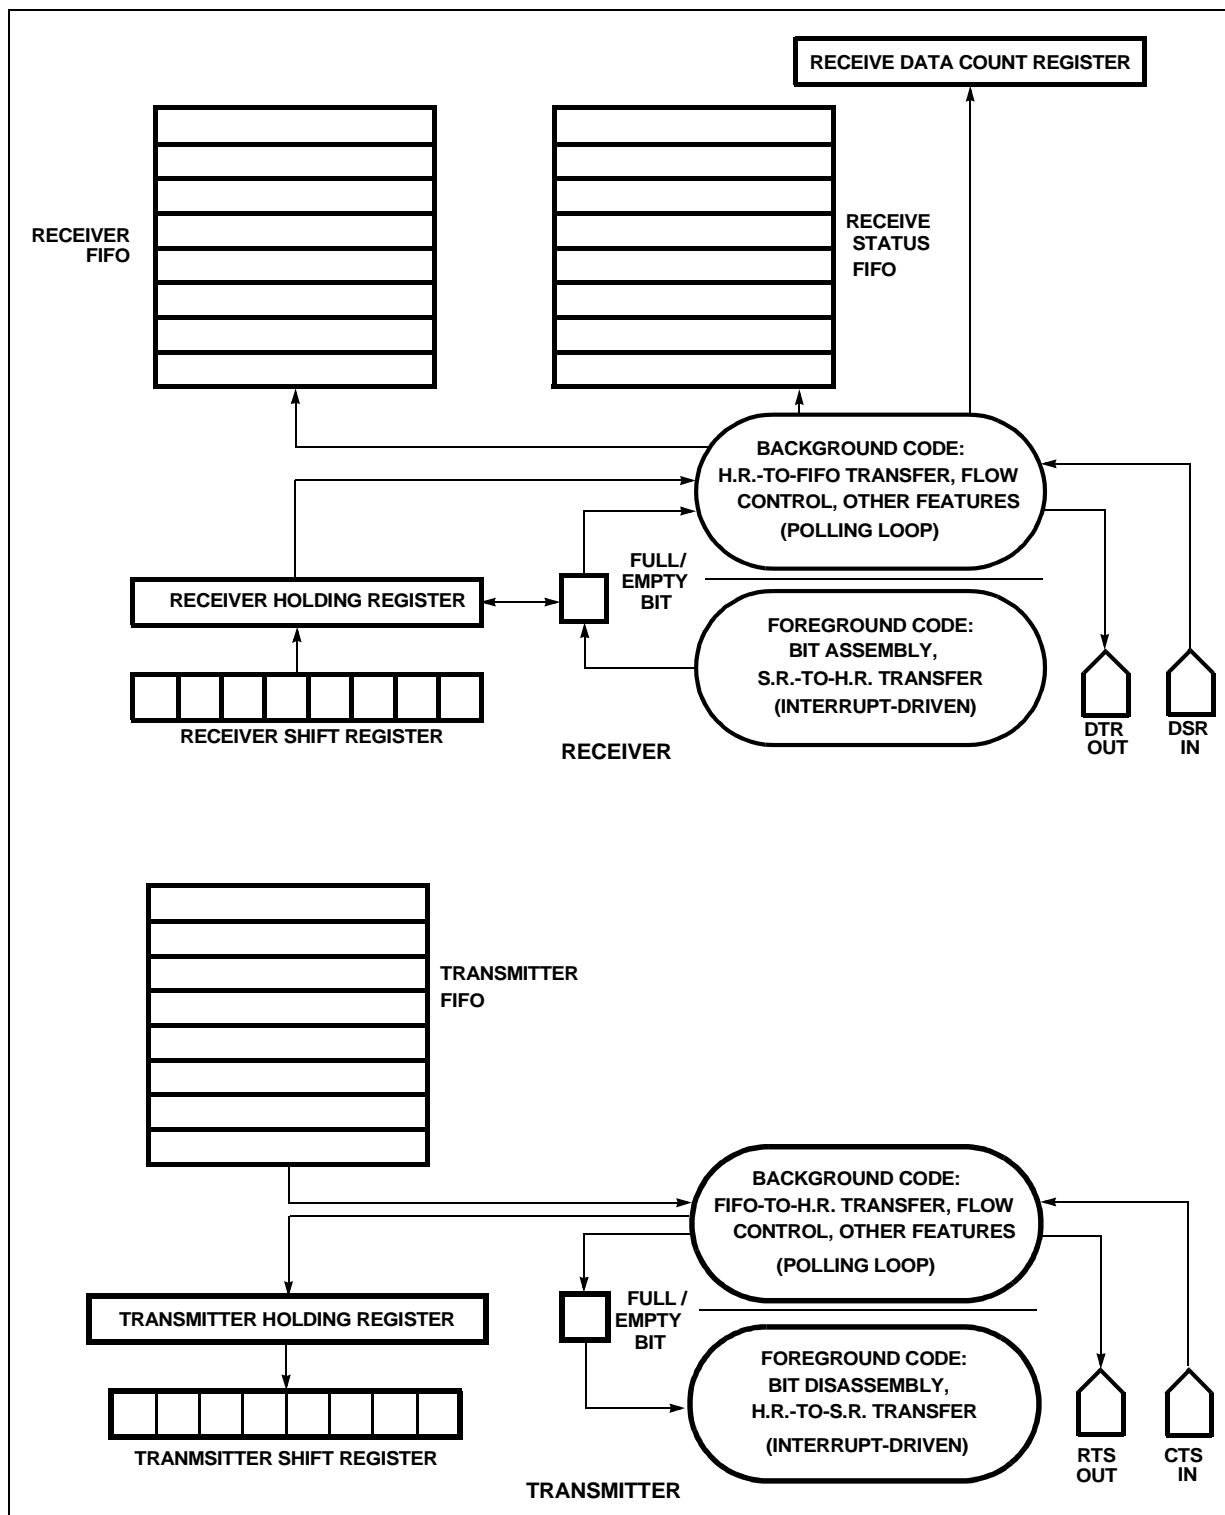 RECEIVE DATA COUNT REGISTER
RECEIVER
FIFO
RECEIVE
STATUS
FIFO
BACKGROUND CODE:
H.R.-TO-FIFO TRANSFER, FLOW
CONTROL, OTHER FEATURES
(POLLING LOOP)
FULL/
EMPTY
BIT
RECEIVER HOLDING REGISTER
FOREGROUND CODE:
BIT ASSEMBLY,
S.R.-TO-H.R. TRANSFER
(INTERRUPT-DRIVEN)
RECEIVER SHIFT REGISTER
DTR
OUT
DSR
IN
RECEIVER
TRANSMITTER
FIFO
BACKGROUND CODE:
FIFO-TO-H.R. TRANSFER, FLOW
CONTROL, OTHER FEATURES
(POLLING LOOP)
FULL /
EMPTY
BIT
TRANSMITTER HOLDING REGISTER
FOREGROUND CODE:
BIT DISASSEMBLY,
H.R.-TO-S.R. TRANSFER
(INTERRUPT-DRIVEN)
TRANMSITTER SHIFT REGISTER
RTS
OUT
CTS
IN
TRANSMITTER